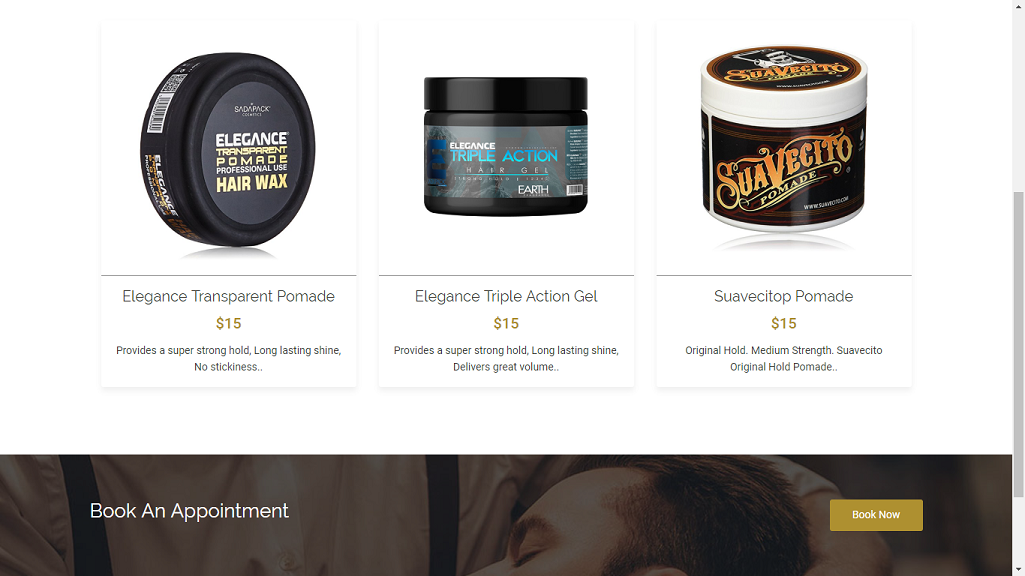 SADAPACK
COSMETICS
ELEGANCE
TRANSPARENT
POMADE
PROFESSIONAL USE
HAIR WAX
ELEGANCE
TRIPLE ACTION
HAIR GEL
EARTH
SUAVECITO
POMADE
SUAVECITO
POMADE
WWW.SUAVECITO.COM
Elegance Transparent Pomade
Elegance Triple Action Gel
Suavecitop Pomade
$15
$15
$15
Provides a super strong hold, Long lasting shine,
No stickiness..
Provides a super strong hold, Long lasting shine,
Delivers great volume..
Original Hold. Medium Strength. Suavecito
Original Hold Pomade..
Book An Appointment
Book Now